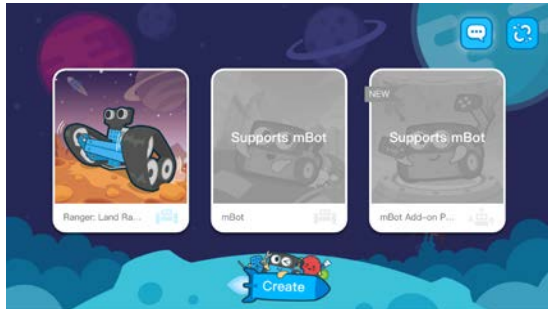 NEW
Supports mBot
Supports mBot
Ranger: Land Ra...
mBot
mBot Add-on P...
Create